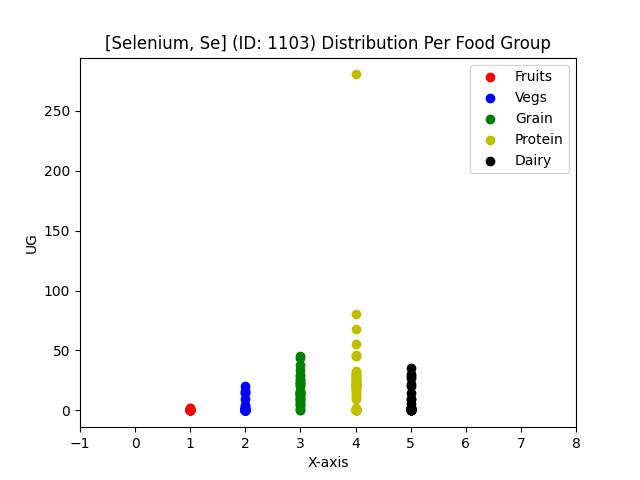 [Selenium, Se] (ID: 1103) Distribution Per Food Group
Fruits
Vegs
Grain
Protein
Dairy
UG
250
200
150
100
50
0
−1
0
1
2
3
4
5
6
7
8
X-axis